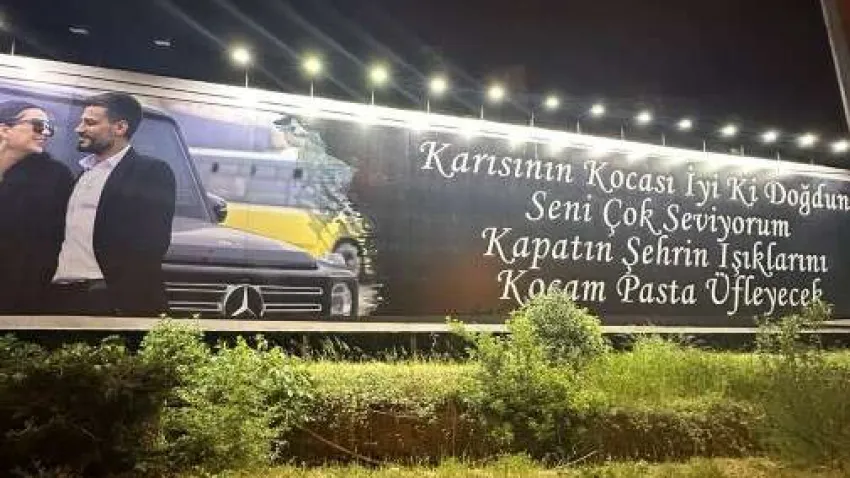 Karısının Kocası İyi Ki Doğdun
Seni Çok Seviyorum
Kapatın Şehrin Işıklarını
Kocam Pasta Üfleyecek